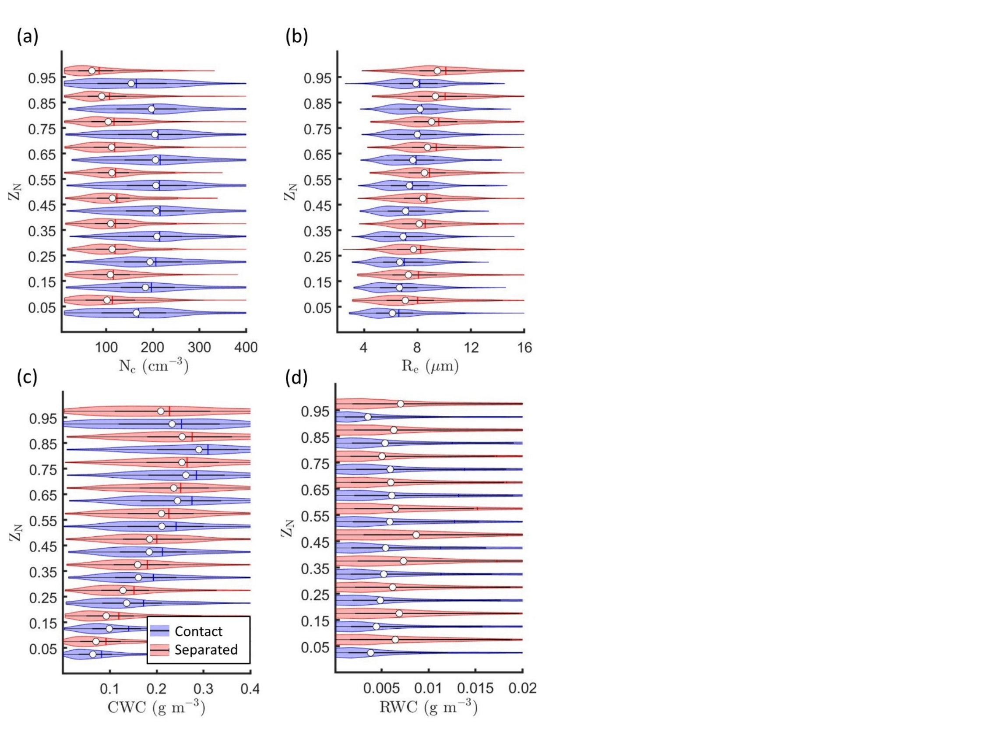 (a)
0.95
0.85
0.75
0.65
0.55
0.45
0.35
0.25
0.15
0.05
Z_N
100 200 300 400
N_c (cm⁻³)
(b)
0.95
0.85
0.75
0.65
0.55
0.45
0.35
0.25
0.15
0.05
Z_N
4 8 12 16
R_e (μm)
(c)
0.95
0.85
0.75
0.65
0.55
0.45
0.35
0.25
0.15
0.05
Z_N
Contact
Separated
0.1 0.2 0.3 0.4
CWC (g m⁻³)
(d)
0.95
0.85
0.75
0.65
0.55
0.45
0.35
0.25
0.15
0.05
Z_N
0.005 0.01 0.015 0.02
RWC (g m⁻³)